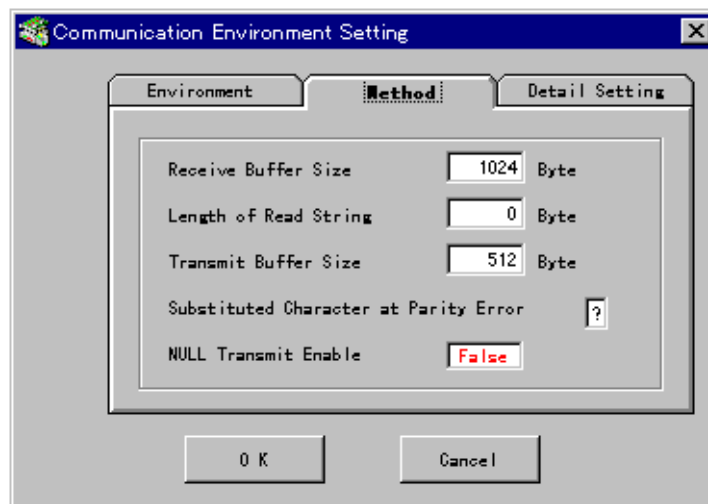 Communication Environment Setting
Environment Method Detail Setting
Receive Buffer Size 1024 Byte
Length of Read String 0 Byte
Transmit Buffer Size 512 Byte
Substituted Character at Parity Error ?
NULL Transmit Enable False
O K Cancel